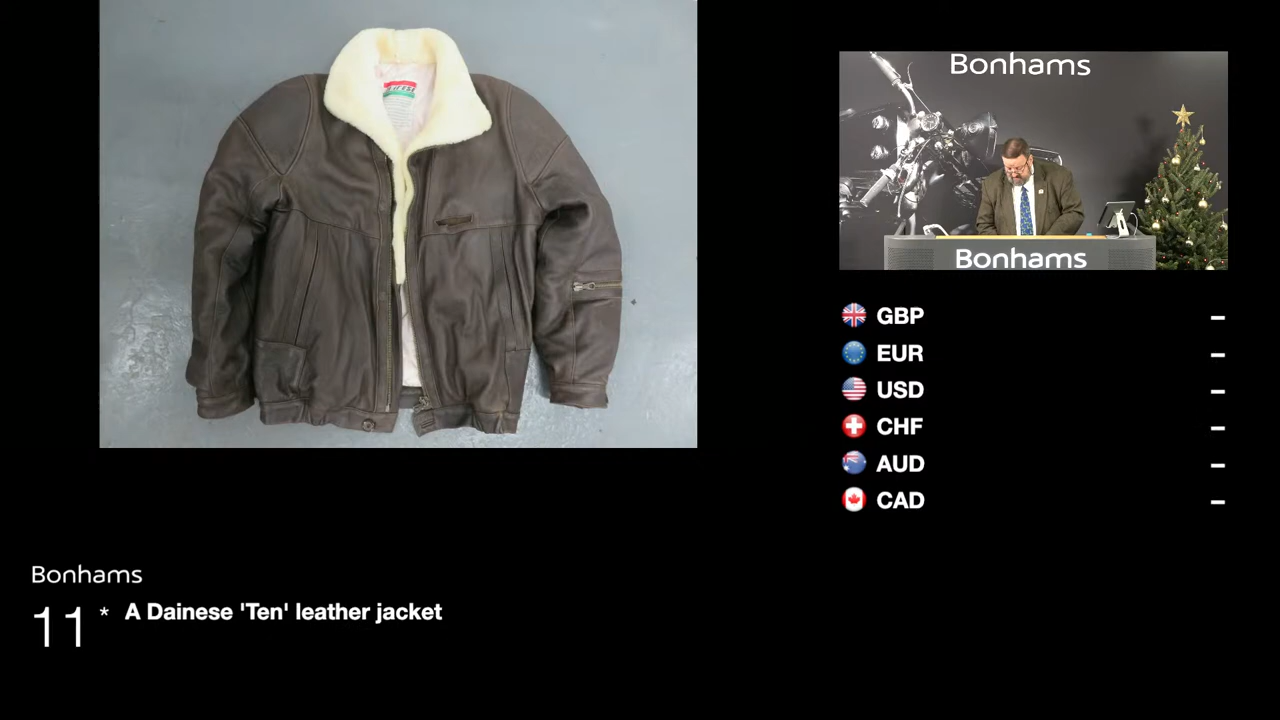 Bonhams
Bonhams
GBP –
EUR –
USD –
CHF –
AUD –
CAD –
Bonhams
11 * A Dainese 'Ten' leather jacket